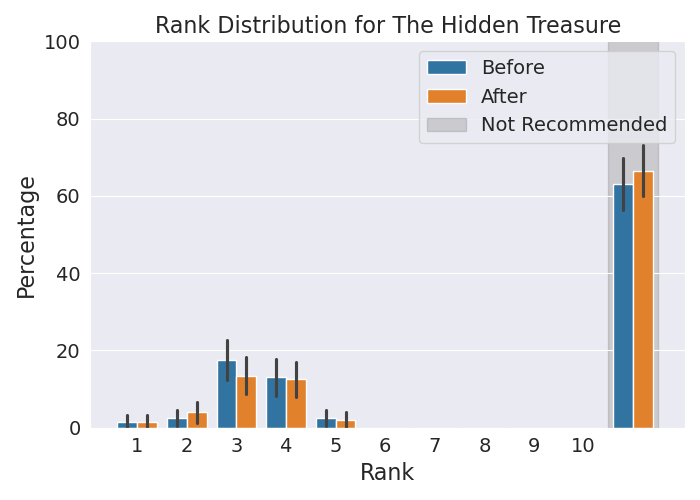 Rank Distribution for The Hidden Treasure
100
80
60
40
20
0
Percentage
Before
After
Not Recommended
1 2 3 4 5 6 7 8 9 10
Rank